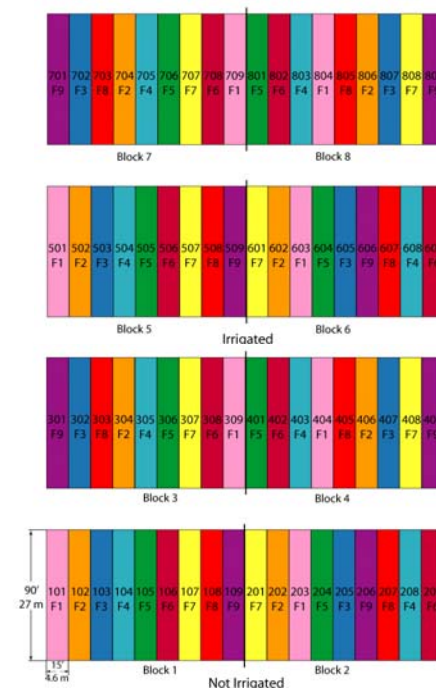 701 702 703 704 705 706 707 708 709 801 802 803 804 805 806 807 808
F9 F3 F8 F2 F4 F5 F7 F6 F1 F5 F6 F4 F1 F8 F2 F3 F7
Block 7 Block 8
501 502 503 504 505 506 507 508 509 601 602 603 604 605 606 607 608
F1 F2 F3 F4 F5 F6 F7 F8 F9 F7 F2 F1 F5 F3 F9 F8 F4
Block 5 Block 6
Irrigated
301 302 303 304 305 306 307 308 309 401 402 403 404 405 406 407 408
F9 F3 F8 F2 F4 F5 F7 F6 F1 F5 F6 F4 F1 F8 F2 F3 F7
Block 3 Block 4
90'
27 m
101 102 103 104 105 106 107 108 109 201 202 203 204 205 206 207 208
F1 F2 F3 F4 F5 F6 F7 F8 F9 F7 F2 F1 F5 F3 F9 F8 F4
15'
4.6 m
Block 1 Block 2
Not Irrigated